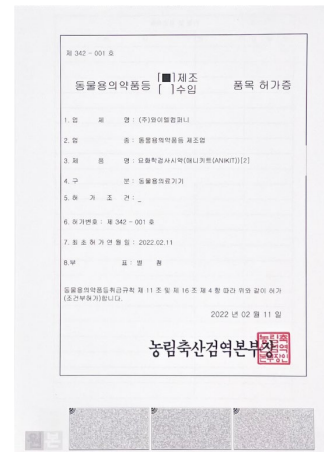 제 342 - 001 호
동물용의약품등 [■]제조 [ ]수입 품목 허가증
1. 업 체 명 : (주)와이텔컴퍼니
2. 업 종 : 동물용의약품등 제조업
3. 제 품 명 : 요화학검사시약(애니키트(ANIKIT))[2]
4. 구 분 : 동물용의료기기
5. 허 가 조 건 : _
6. 허가번호 : 제 342 - 001 호
7. 최 초 허 가 연 월 일 : 2022.02.11
8.부 표 : 별 첨
동물용의약품등취급규칙 제 11 조 및 제 16 조 제 4 항 따라 위와 같이 허가
(조건부허가)합니다.
2022 년 02 월 11 일
농림축산검역본부장